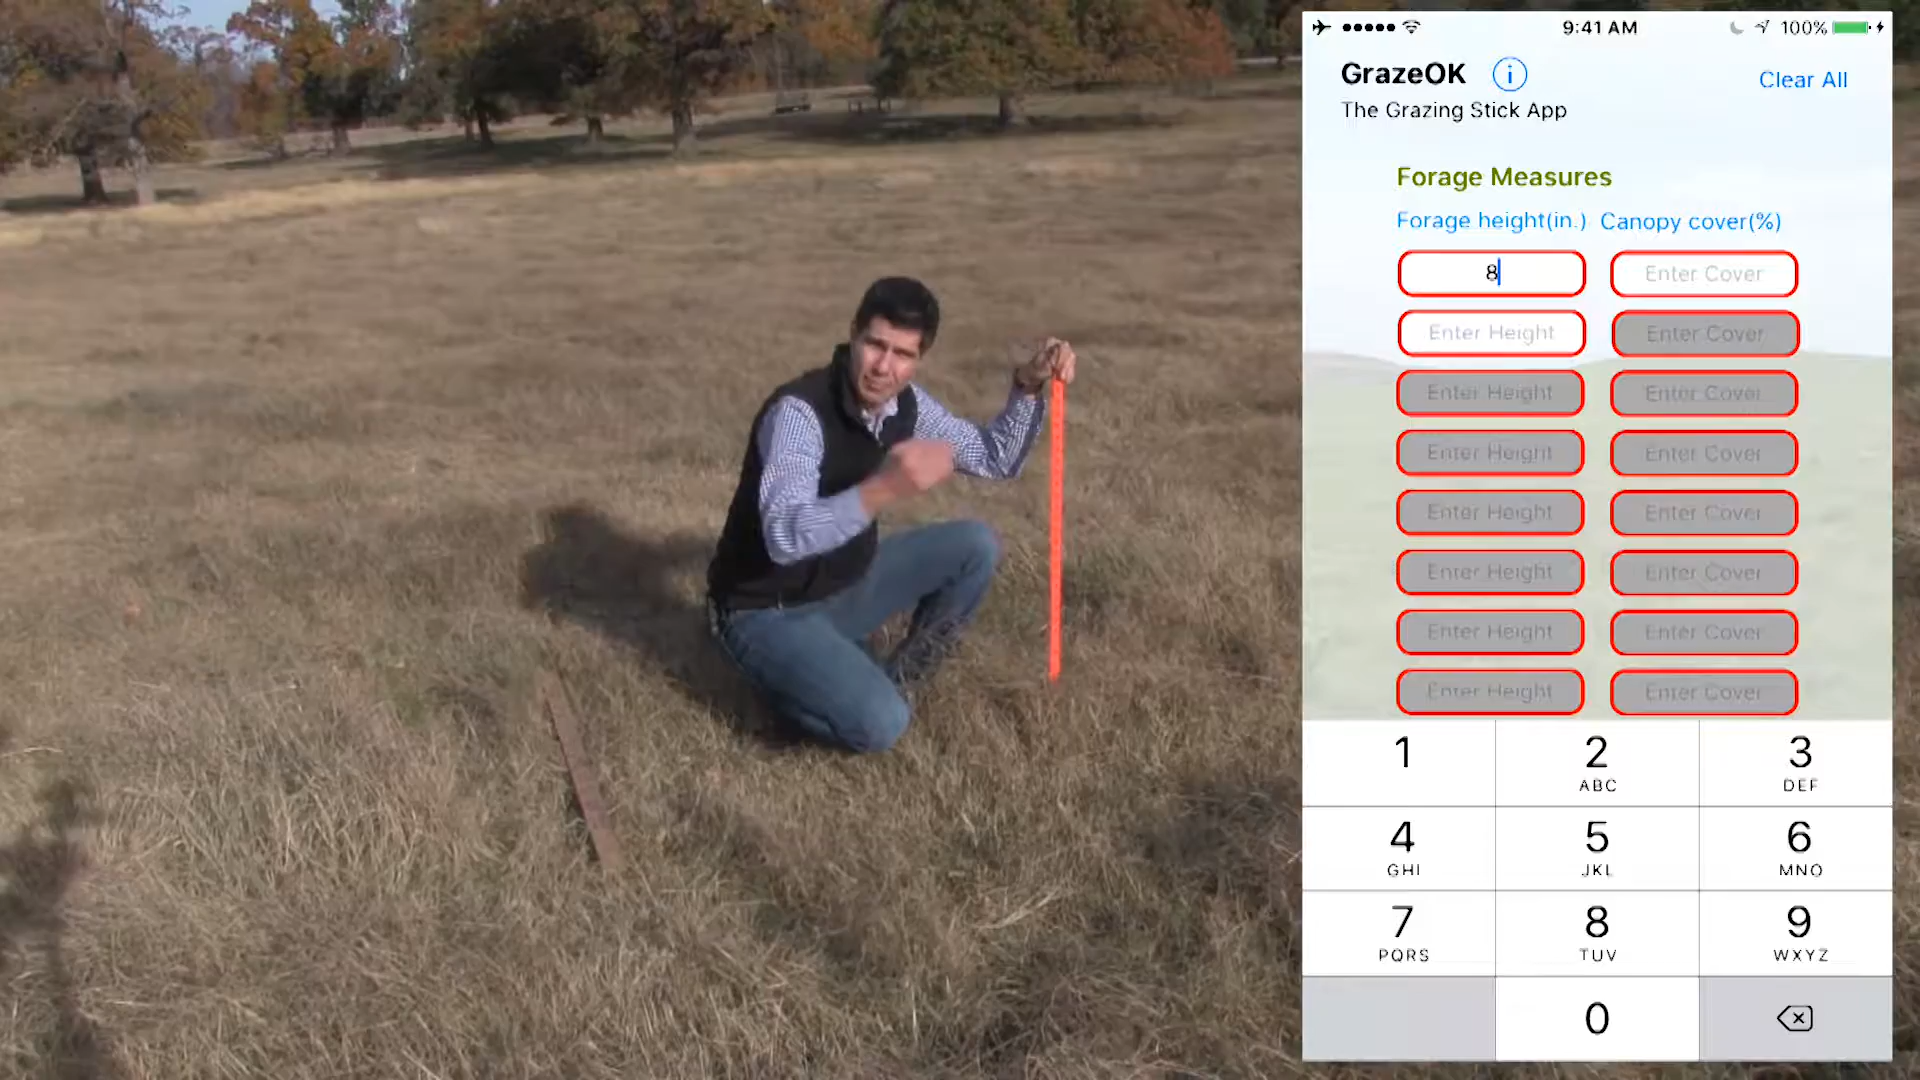 9:41 AM 100%
GrazeOK i Clear All
The Grazing Stick App
Forage Measures
Forage height(in.) Canopy cover(%)
8 Enter Cover
Enter Height Enter Cover
Enter Height Enter Cover
Enter Height Enter Cover
Enter Height Enter Cover
Enter Height Enter Cover
Enter Height Enter Cover
Enter Height Enter Cover
1 2 3
ABC DEF
4 5 6
GHI JKL MNO
7 8 9
PQRS TUV WXYZ
0